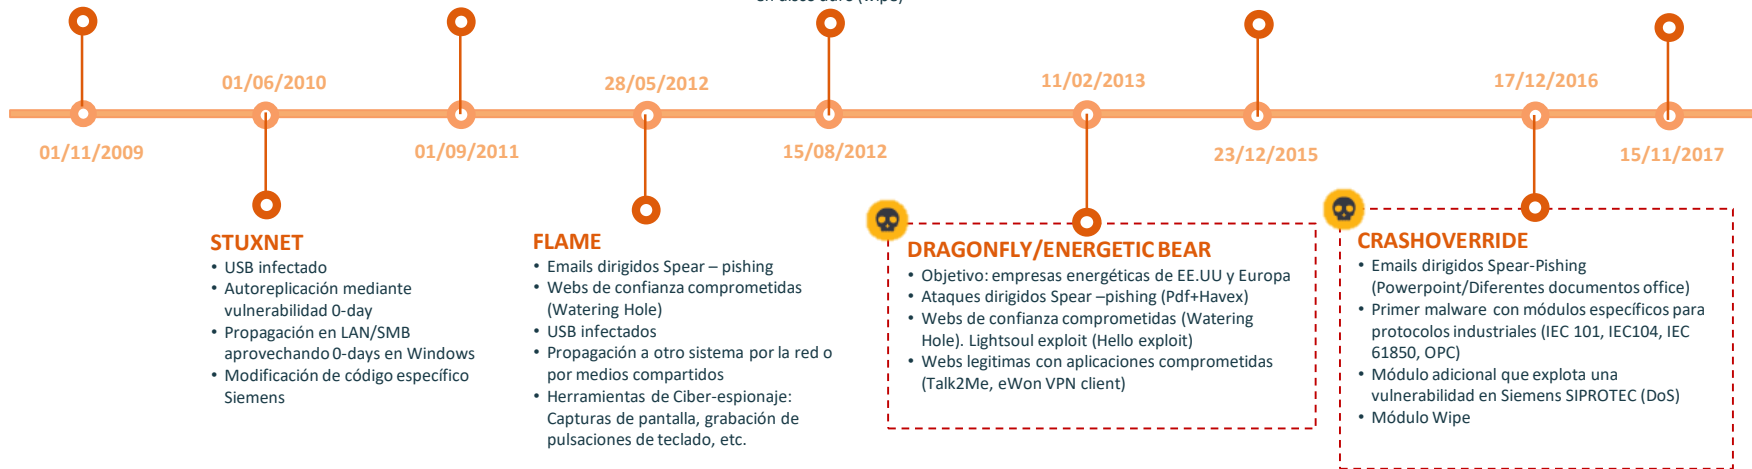 en disco duro (wipe)
01/06/2010
28/05/2012
11/02/2013
17/12/2016
01/11/2009
01/09/2011
15/08/2012
23/12/2015
15/11/2017
STUXNET
• USB infectado
• Autoreplicación mediante
vulnerabilidad 0-day
• Propagación en LAN/SMB
aprovechando 0-days en Windows
• Modificación de código específico
Siemens
FLAME
• Emails dirigidos Spear – pishing
• Webs de confianza comprometidas
(Watering Hole)
• USB infectados
• Propagación a otro sistema por la red o
por medios compartidos
• Herramientas de Ciber-espionaje:
Capturas de pantalla, grabación de
pulsaciones de teclado, etc.
DRAGONFLY/ENERGETIC BEAR
• Objetivo: empresas energéticas de EE.UU y Europa
• Ataques dirigidos Spear –pishing (Pdf+Havex)
• Webs de confianza comprometidas (Watering
Hole). Lightsoul exploit (Hello exploit)
• Webs legitimas con aplicaciones comprometidas
(Talk2Me, eWon VPN client)
CRASHOVERRIDE
• Emails dirigidos Spear-Pishing
(Powerpoint/Diferentes documentos office)
• Primer malware con módulos específicos para
protocolos industriales (IEC 101, IEC104, IEC
61850, OPC)
• Módulo adicional que explota una
vulnerabilidad en Siemens SIPROTEC (DoS)
• Módulo Wipe